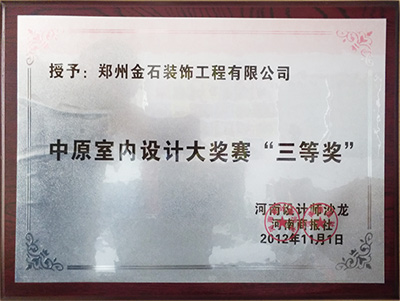 授予：郑州金石装饰工程有限公司
中原室内设计大奖赛“三等奖”
河南设计师沙龙
河南商报社
2012年11月1日